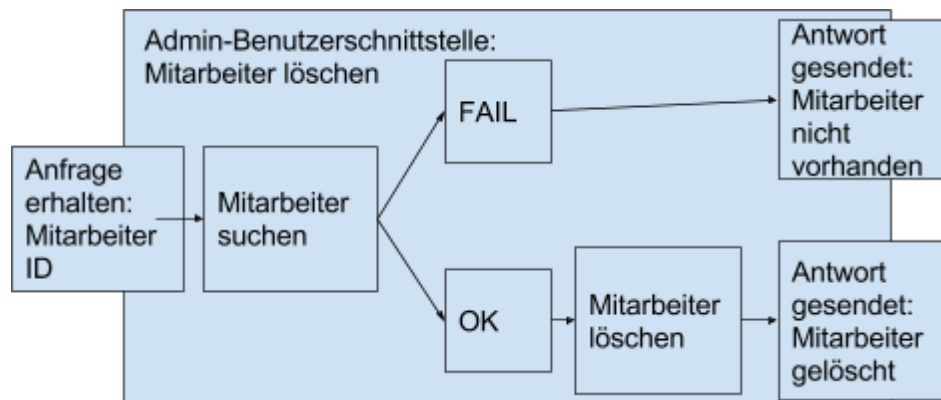 Admin-Benutzerschnittstelle:
Mitarbeiter löschen
Anfrage
erhalten:
Mitarbeiter
ID
Mitarbeiter
suchen
FAIL
Antwort
gesendet:
Mitarbeiter
nicht
vorhanden
OK
Mitarbeiter
löschen
Antwort
gesendet:
Mitarbeiter
gelöscht